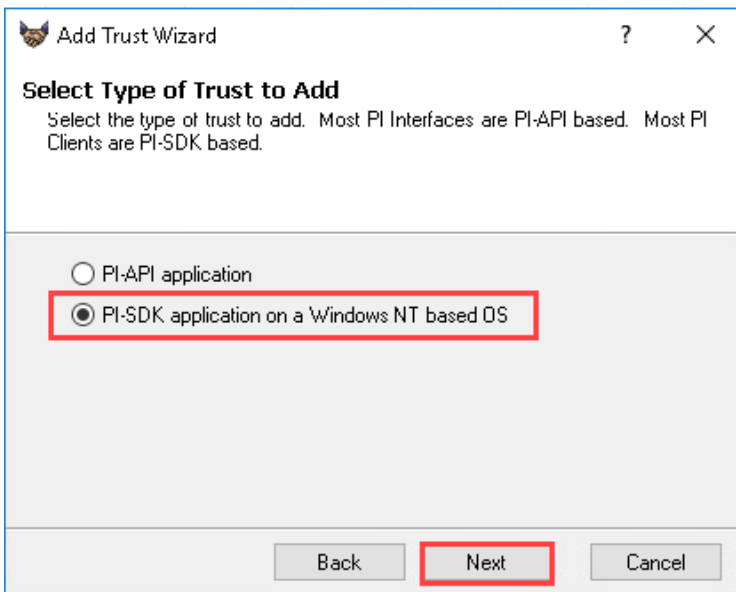 Add Trust Wizard ?
Select Type of Trust to Add
Select the type of trust to add. Most PI Interfaces are PI-API based. Most PI
Clients are PI-SDK based.
PI-API application
PI-SDK application on a Windows NT based OS
Back Next Cancel